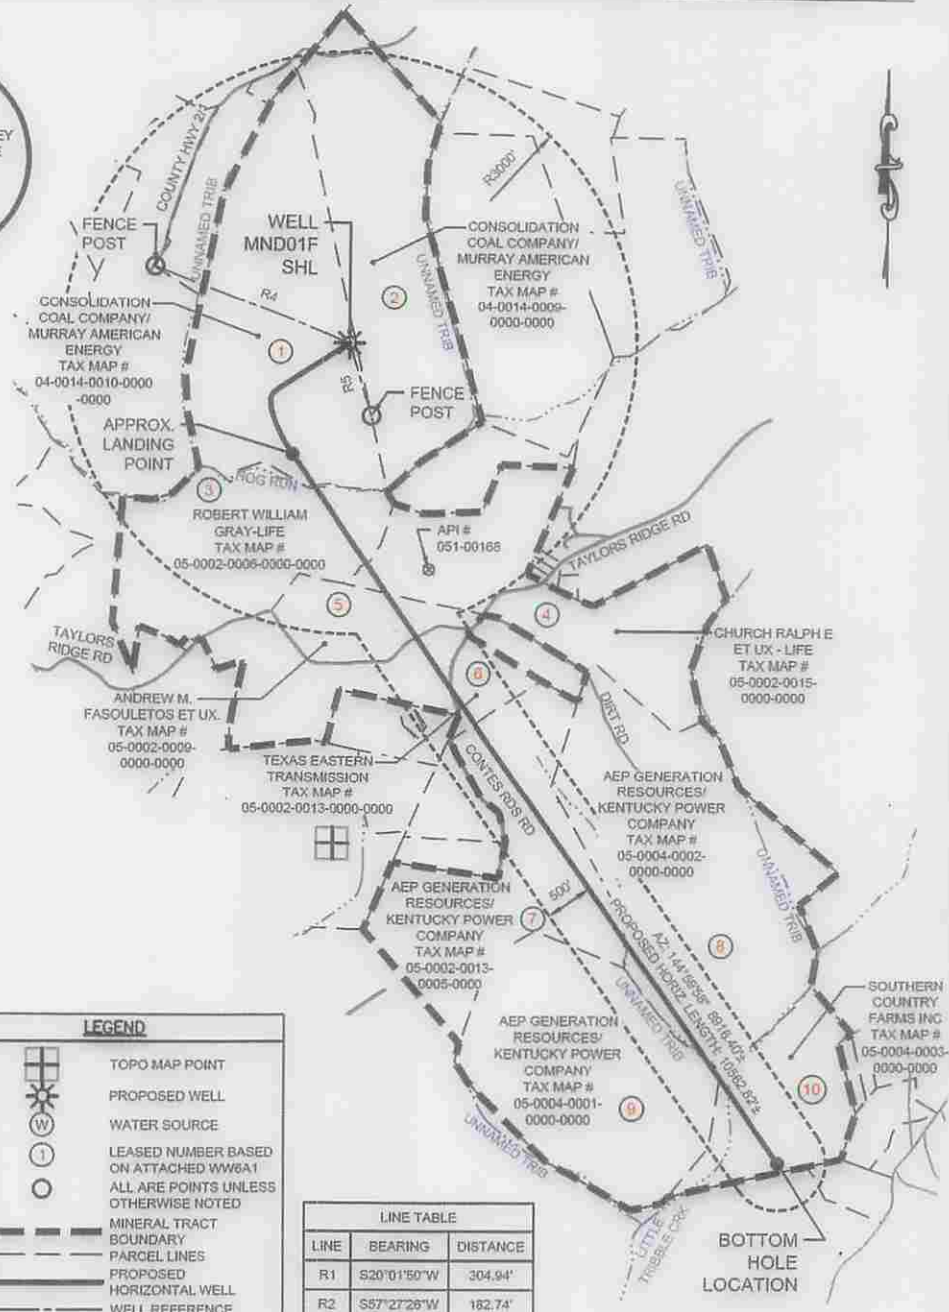 EY
E
COUNTY HWY 2/
UNNAMED TRIB
R3000'
UNNAMED TRIB
FENCE
POST
WELL
MND01F
SHL
CONSOLIDATION
COAL COMPANY/
MURRAY AMERICAN
ENERGY
TAX MAP #
04-0014-0009-
0000-0000
R4
2
UNNAMED TRIB
CONSOLIDATION
COAL COMPANY/
MURRAY AMERICAN
ENERGY
TAX MAP #
04-0014-0010-0000
-0000
1
R5
FENCE
POST
APPROX.
LANDING
POINT
3
HOG RUN
ROBERT WILLIAM
GRAY-LIFE
TAX MAP #
05-0002-0006-0000-0000
API #
051-00168
TAYLORS RIDGE RD
5
4
TAYLORS
RIDGE RD
CHURCH RALPH E
ET UX - LIFE
TAX MAP #
05-0002-0015-
0000-0000
6
ANDREW M.
FASOULETOS ET UX.
TAX MAP #
05-0002-0009-
0000-0000
DIRT RD
TEXAS EASTERN
TRANSMISSION
TAX MAP #
05-0002-0013-0000-0000
CONTES RDS RD
AEP GENERATION
RESOURCES/
KENTUCKY POWER
COMPANY
TAX MAP #
05-0004-0002-
0000-0000
UNNAMED TRIB
AEP GENERATION
RESOURCES/
KENTUCKY POWER
COMPANY
TAX MAP #
05-0002-0013-
0005-0000
7
500'
AZ: 144°59'58" 8916.40'±
PROPOSED HORIZ. LENGTH: 10562.82'±
8
UNNAMED TRIB
SOUTHERN
COUNTRY
FARMS INC
TAX MAP #
05-0004-0003-
0000-0000
AEP GENERATION
RESOURCES/
KENTUCKY POWER
COMPANY
TAX MAP #
05-0004-0001-
0000-0000
9
10
UNNAMED TRIB
LITTLE
TRIBBLE CRK
BOTTOM
HOLE
LOCATION
LEGEND
TOPO MAP POINT
PROPOSED WELL
W WATER SOURCE
1 LEASED NUMBER BASED
ON ATTACHED WW6A1
ALL ARE POINTS UNLESS
OTHERWISE NOTED
MINERAL TRACT
BOUNDARY
PARCEL LINES
PROPOSED
HORIZONTAL WELL
WELL REFERENCE
LINE TABLE
LINE BEARING DISTANCE
R1 S20°01'50"W 304.94'
R2 S57°27'26"W 182.74'